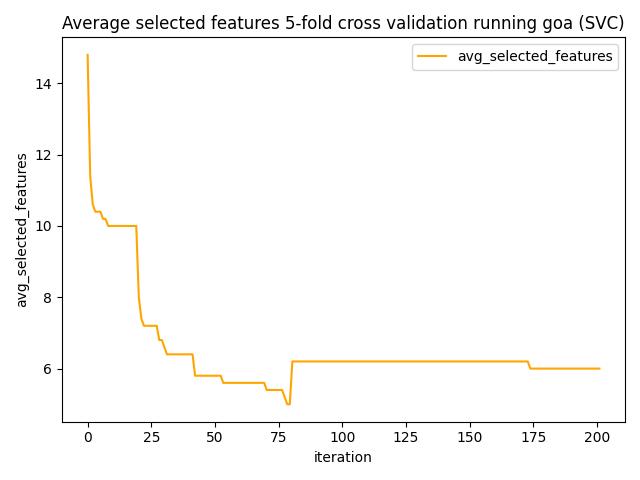 Average selected features 5-fold cross validation running goa (SVC)
avg_selected_features
14
12
10
8
6
avg_selected_features
0 25 50 75 100 125 150 175 200
iteration